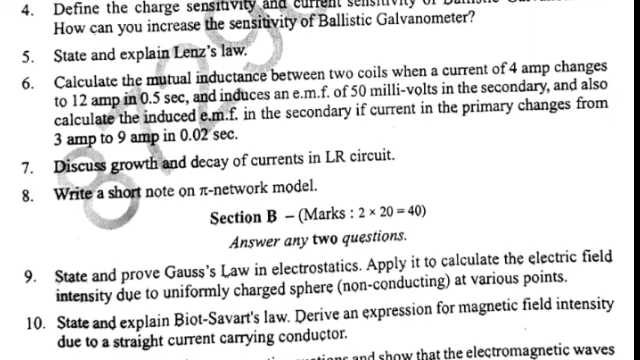 4. Define the charge sensitivity and current sensitivity of
How can you increase the sensitivity of Ballistic Galvanometer?
5. State and explain Lenz's law.
6. Calculate the mutual inductance between two coils when a current of 4 amp changes
to 12 amp in 0.5 sec, and induces an e.m.f. of 50 milli-volts in the secondary, and also
calculate the induced e.m.f. in the secondary if current in the primary changes from
3 amp to 9 amp in 0.02 sec.
7. Discuss growth and decay of currents in LR circuit.
8. Write a short note on π-network model.
Section B – (Marks : 2 × 20 = 40)
Answer any two questions.
9. State and prove Gauss's Law in electrostatics. Apply it to calculate the electric field
intensity due to uniformly charged sphere (non-conducting) at various points.
10. State and explain Biot-Savart's law. Derive an expression for magnetic field intensity
due to a straight current carrying conductor.
and show that the electromagnetic waves